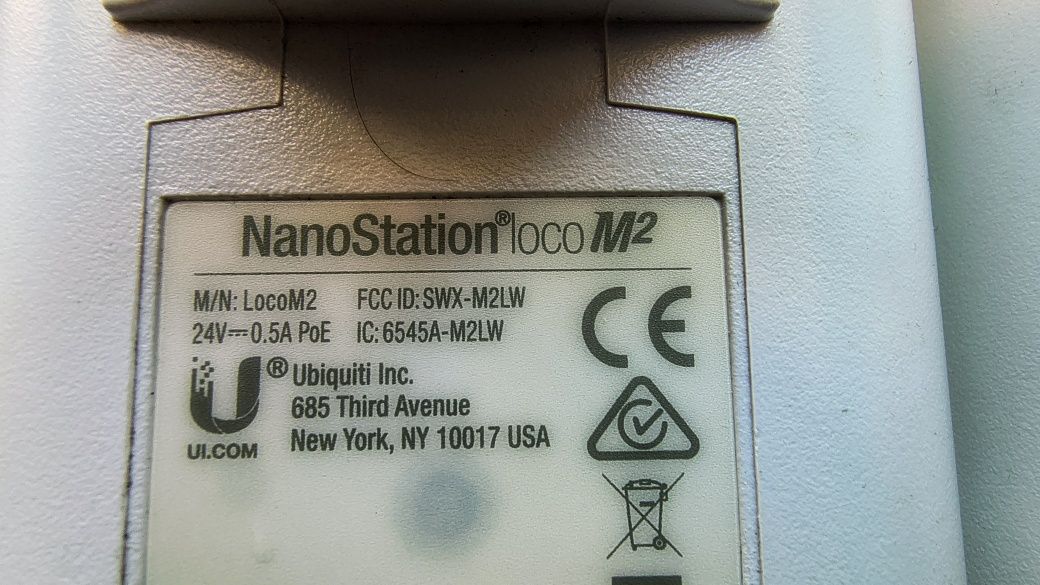 NanoStation® loco M2
M/N: LocoM2 FCC ID: SWX-M2LW
24V⎓0.5A PoE IC: 6545A-M2LW
U® Ubiquiti Inc.
685 Third Avenue
New York, NY 10017 USA
UI.COM
CE